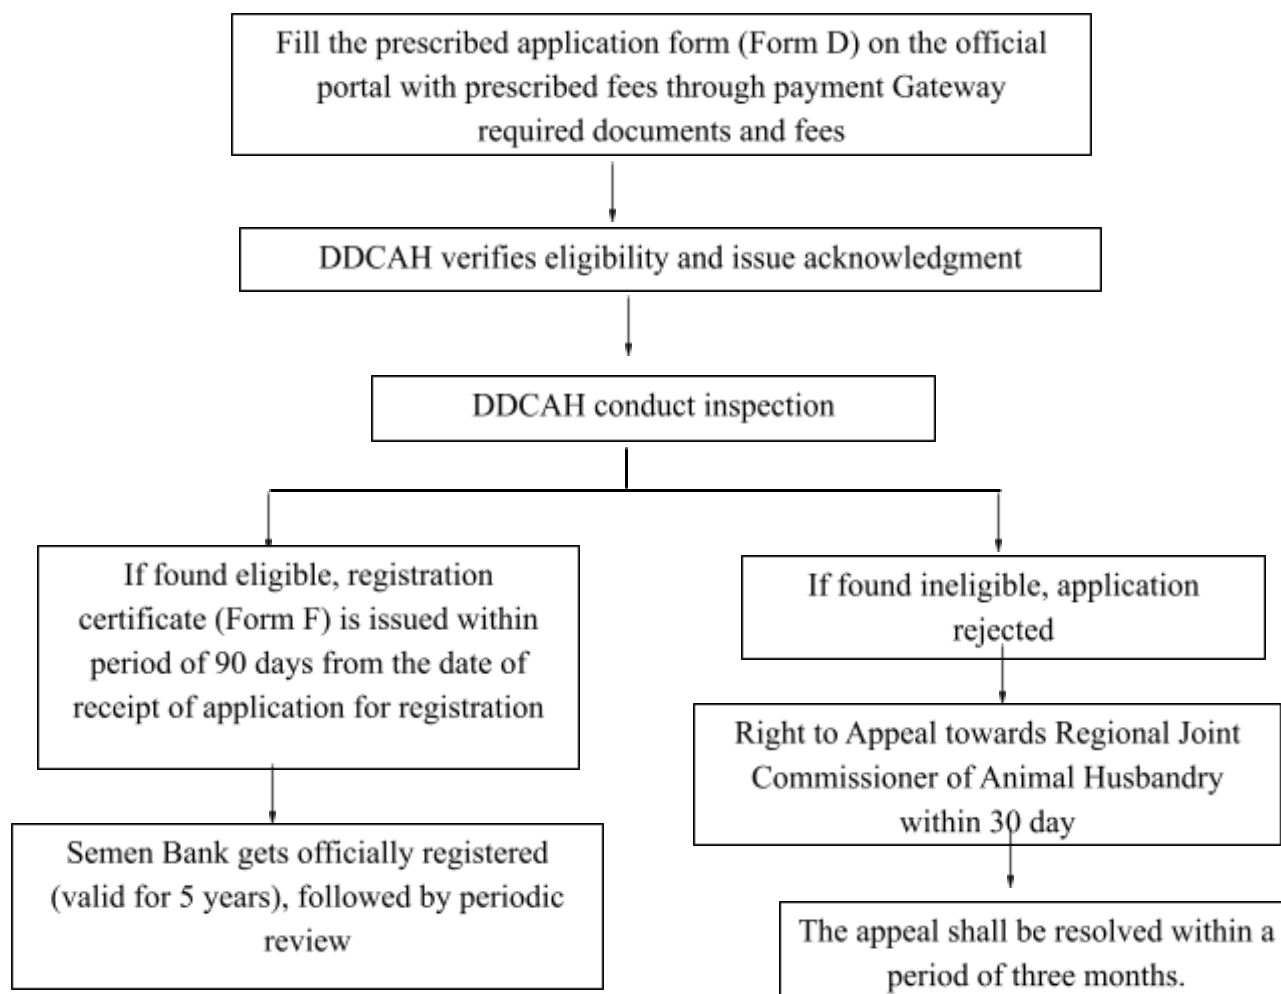 Fill the prescribed application form (Form D) on the official
portal with prescribed fees through payment Gateway
required documents and fees
DDCAH verifies eligibility and issue acknowledgment
DDCAH conduct inspection
If found eligible, registration
certificate (Form F) is issued within
period of 90 days from the date of
receipt of application for registration
Semen Bank gets officially registered
(valid for 5 years), followed by periodic
review
If found ineligible, application
rejected
Right to Appeal towards Regional Joint
Commissioner of Animal Husbandry
within 30 day
The appeal shall be resolved within a
period of three months.